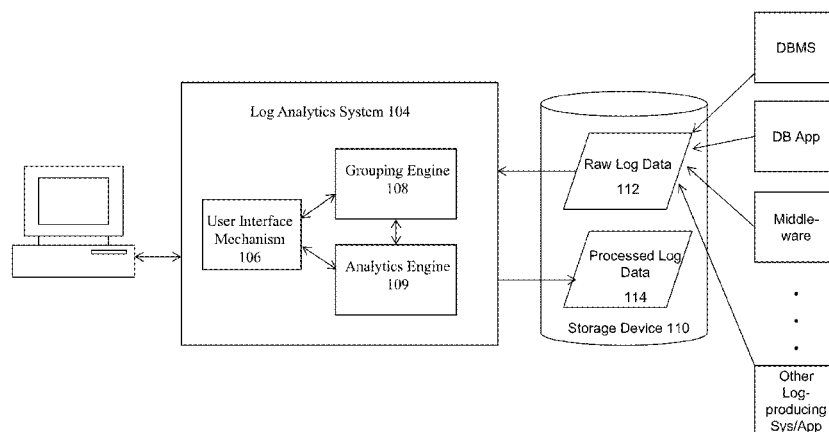 Log Analytics System 104
Grouping Engine
108
User Interface
Mechanism
106
Analytics Engine
109
Raw Log Data
112
Processed Log
Data
114
Storage Device 110
DBMS
DB App
Middle-
ware
Other
Log-
producing
Sys/App